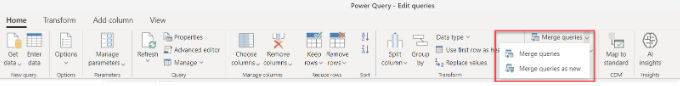 Power Query - Edit queries
Home Transform Add column View
Get data Enter data Options Manage parameters Refresh Properties Advanced editor Manage Choose columns Remove columns Keep rows Remove rows Split column Group by Data type Use first row as hea Replace values Merge queries Map to standard AI insights
Merge queries
Merge queries as new
New query Options Parameters Query Manage columns Reduce rows Sort Transform CDM Insights